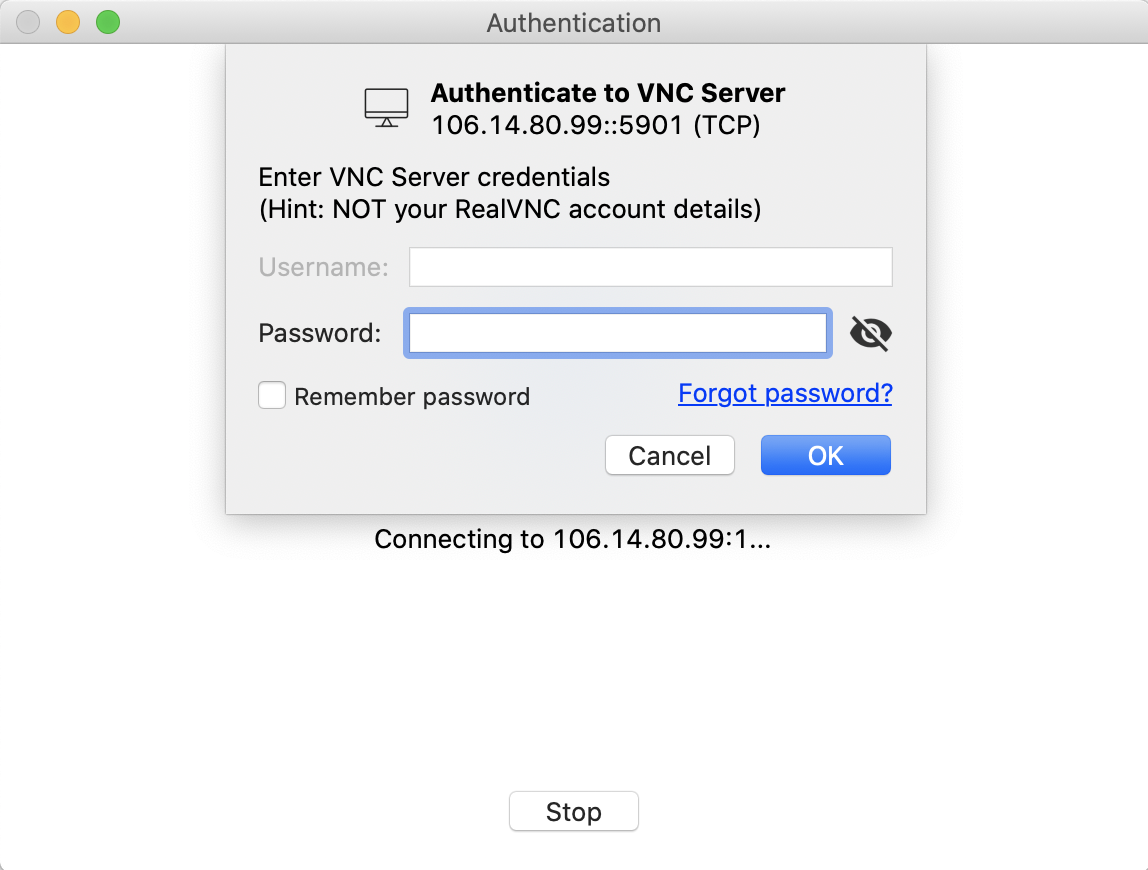 Authentication
Authenticate to VNC Server
106.14.80.99::5901 (TCP)
Enter VNC Server credentials
(Hint: NOT your RealVNC account details)
Username:
Password:
Remember password
Forgot password?
Cancel
OK
Connecting to 106.14.80.99:1...
Stop